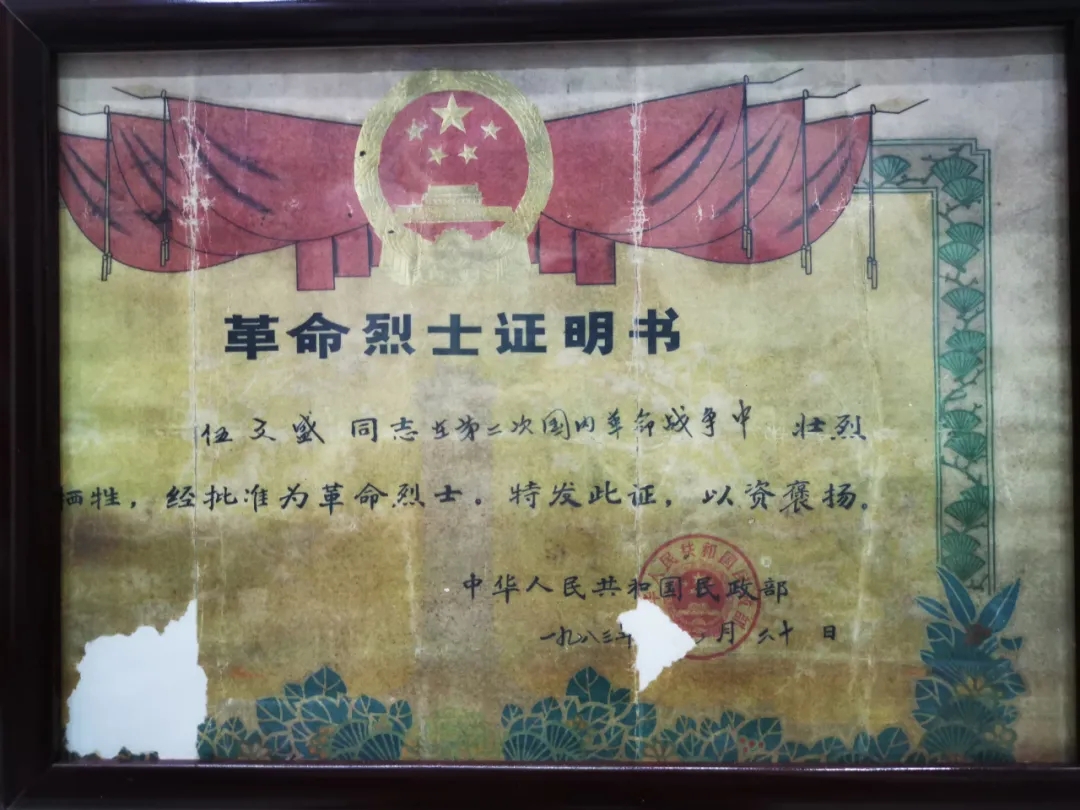 革命烈士证明书
伍文盛 同志在第二次国内革命战争中 壮烈
牺牲，经批准为革命烈士。特发此证，以资褒扬。
中华人民共和国民政部
一九八三年 月 日